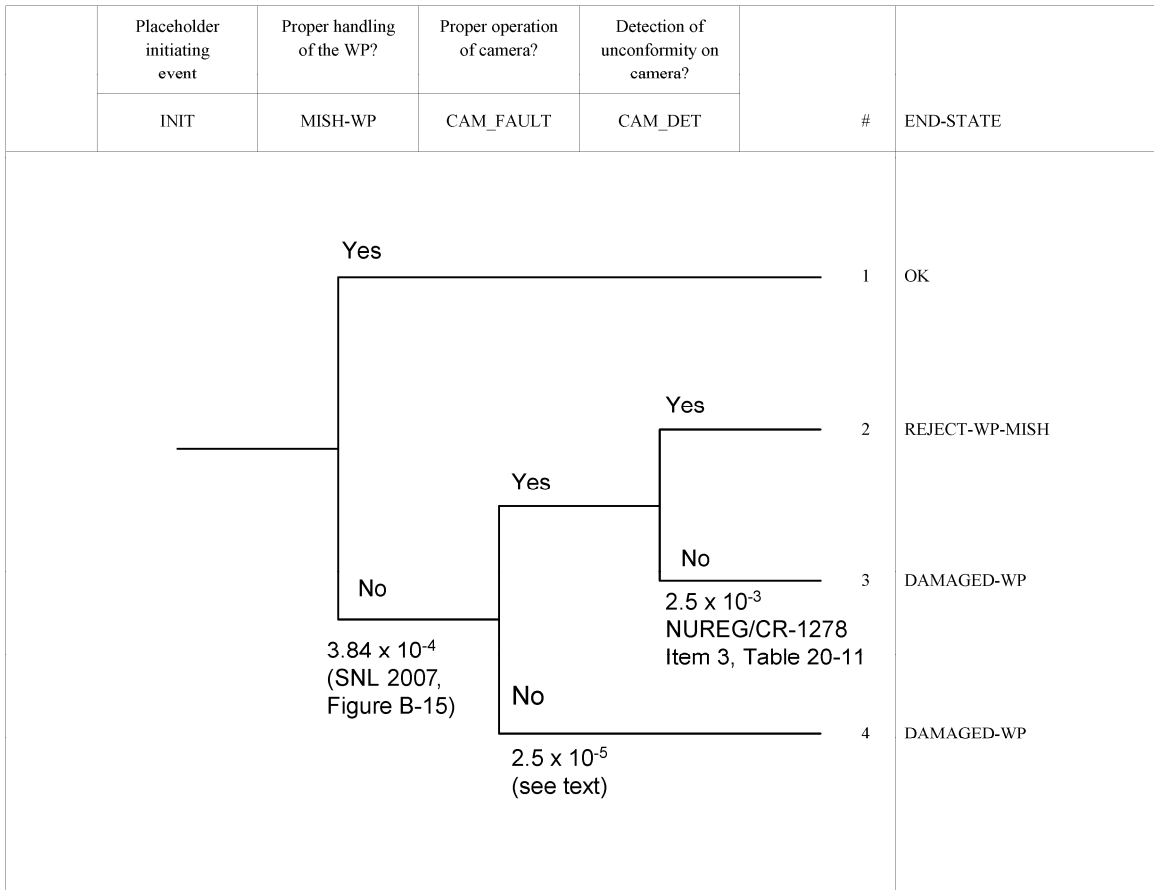 Placeholder
initiating
event
Proper handling
of the WP?
Proper operation
of camera?
Detection of
unconformity on
camera?
INIT
MISH-WP
CAM_FAULT
CAM_DET
#
END-STATE
Yes
1
OK
Yes
2
REJECT-WP-MISH
Yes
No
3
DAMAGED-WP
No
2.5 x 10⁻³
NUREG/CR-1278
Item 3, Table 20-11
3.84 x 10⁻⁴
(SNL 2007,
Figure B-15)
No
4
DAMAGED-WP
2.5 x 10⁻⁵
(see text)